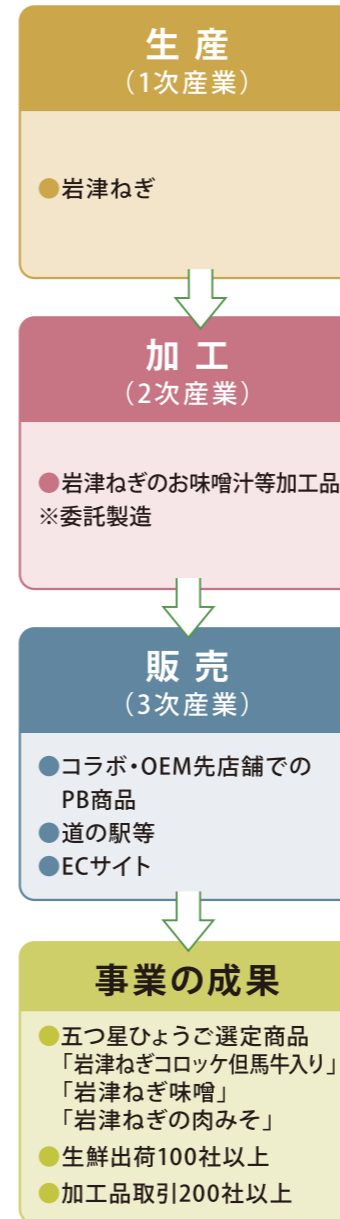 生産
（1次産業）
●岩津ねぎ
加工
（2次産業）
●岩津ねぎのお味噌汁等加工品
※委託製造
販売
（3次産業）
●コラボ・OEM先店舗での
PB商品
●道の駅等
●ECサイト
事業の成果
●五つ星ひょうご選定商品
「岩津ねぎコロッケ但馬牛入り」
「岩津ねぎ味噌」
「岩津ねぎの肉みそ」
●生鮮出荷100社以上
●加工品取引200社以上